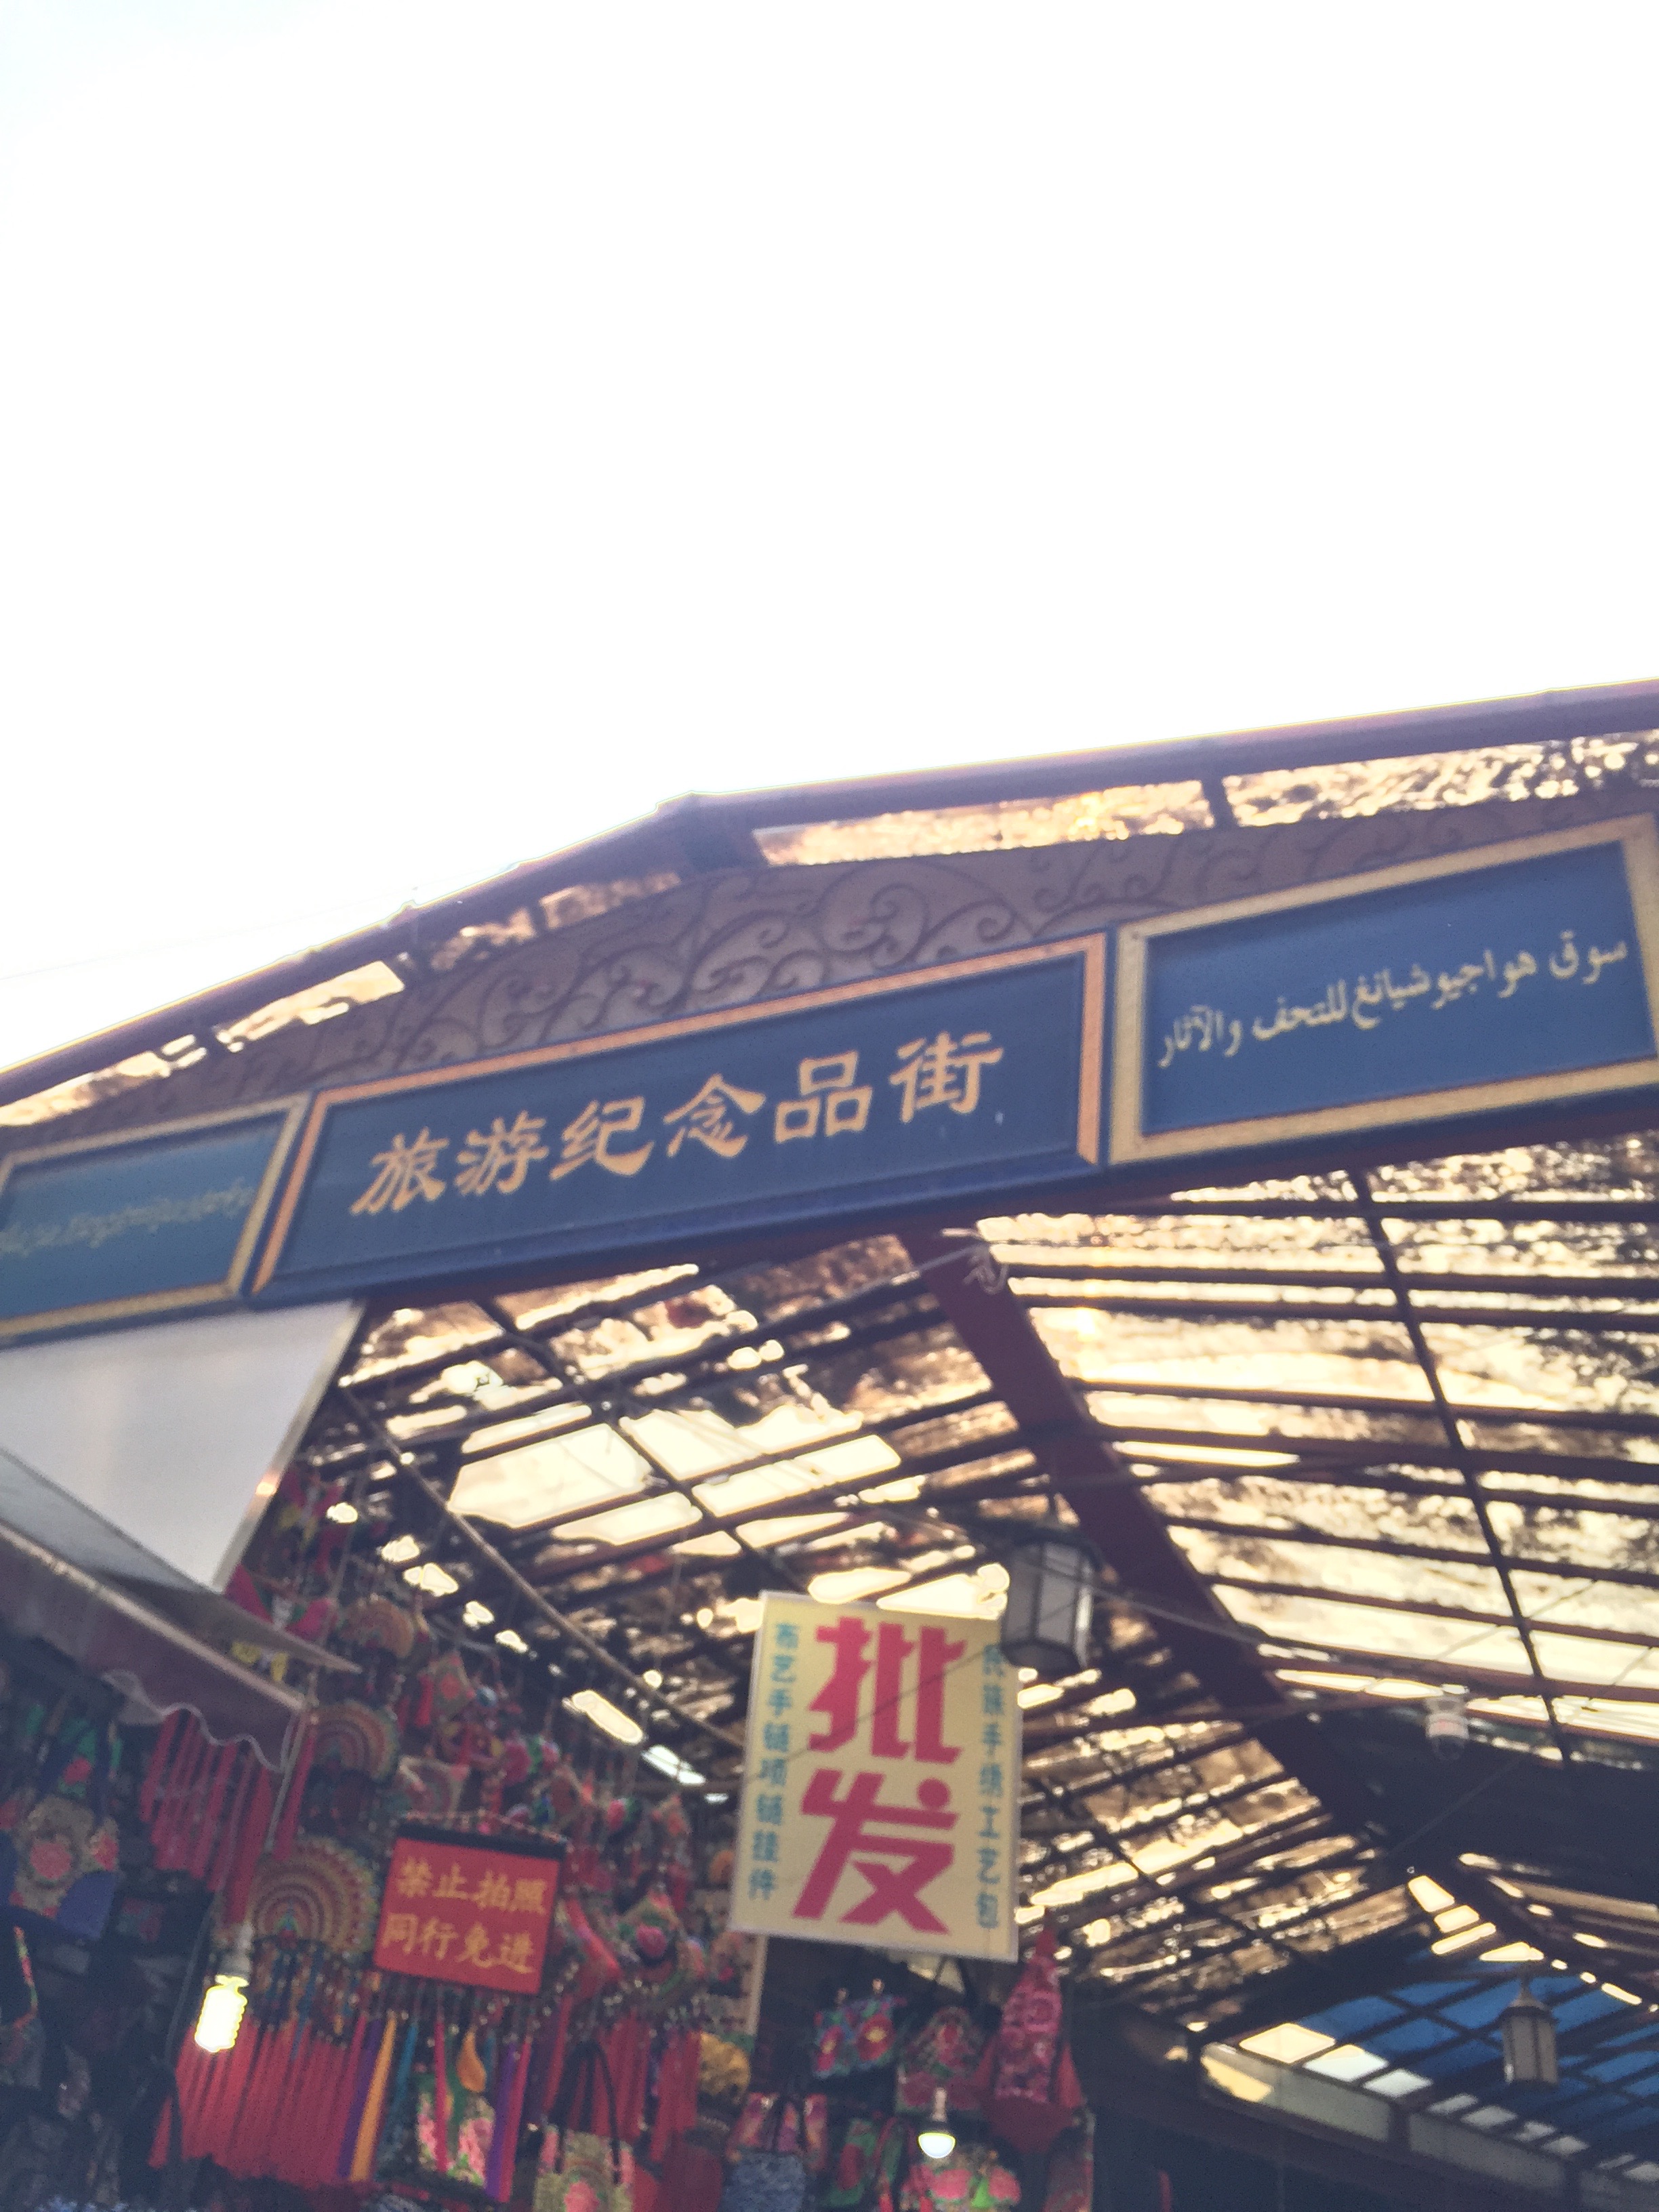 旅游纪念品街
سوق هواجيوشيانغ للتحف والآثار
布艺手链项链挂件
批发
民族手绣工艺包
禁止拍照
同行免进